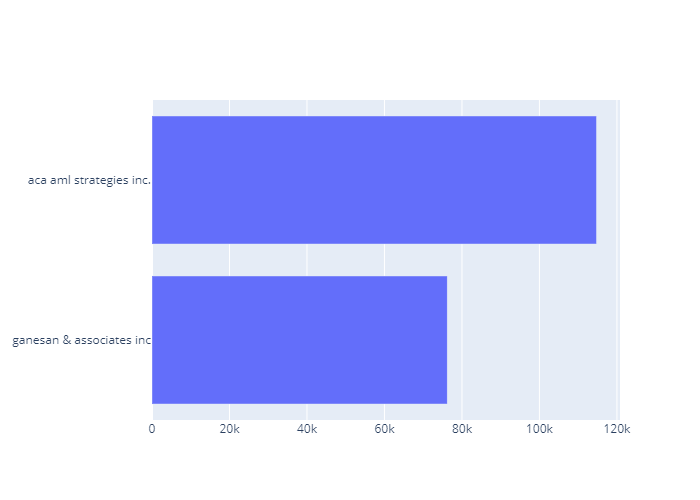 aca aml strategies inc.
ganesan & associates inc
0 20k 40k 60k 80k 100k 120k